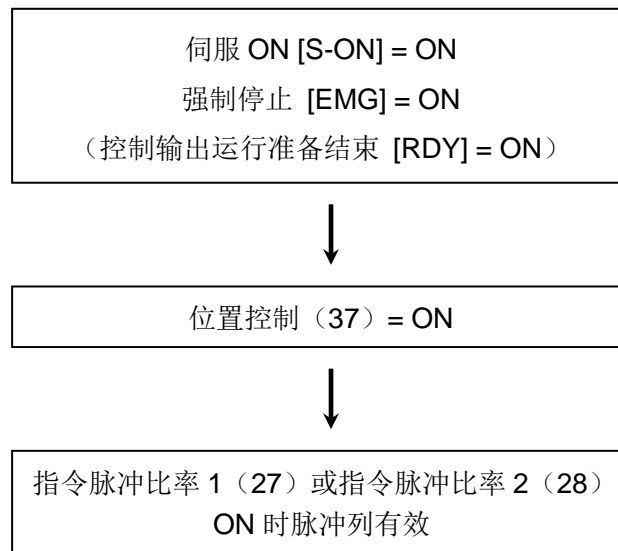 伺服 ON [S-ON] = ON
强制停止 [EMG] = ON
（控制输出运行准备结束 [RDY] = ON）
位置控制（37）= ON
指令脉冲比率 1（27）或指令脉冲比率 2（28）
ON 时脉冲列有效